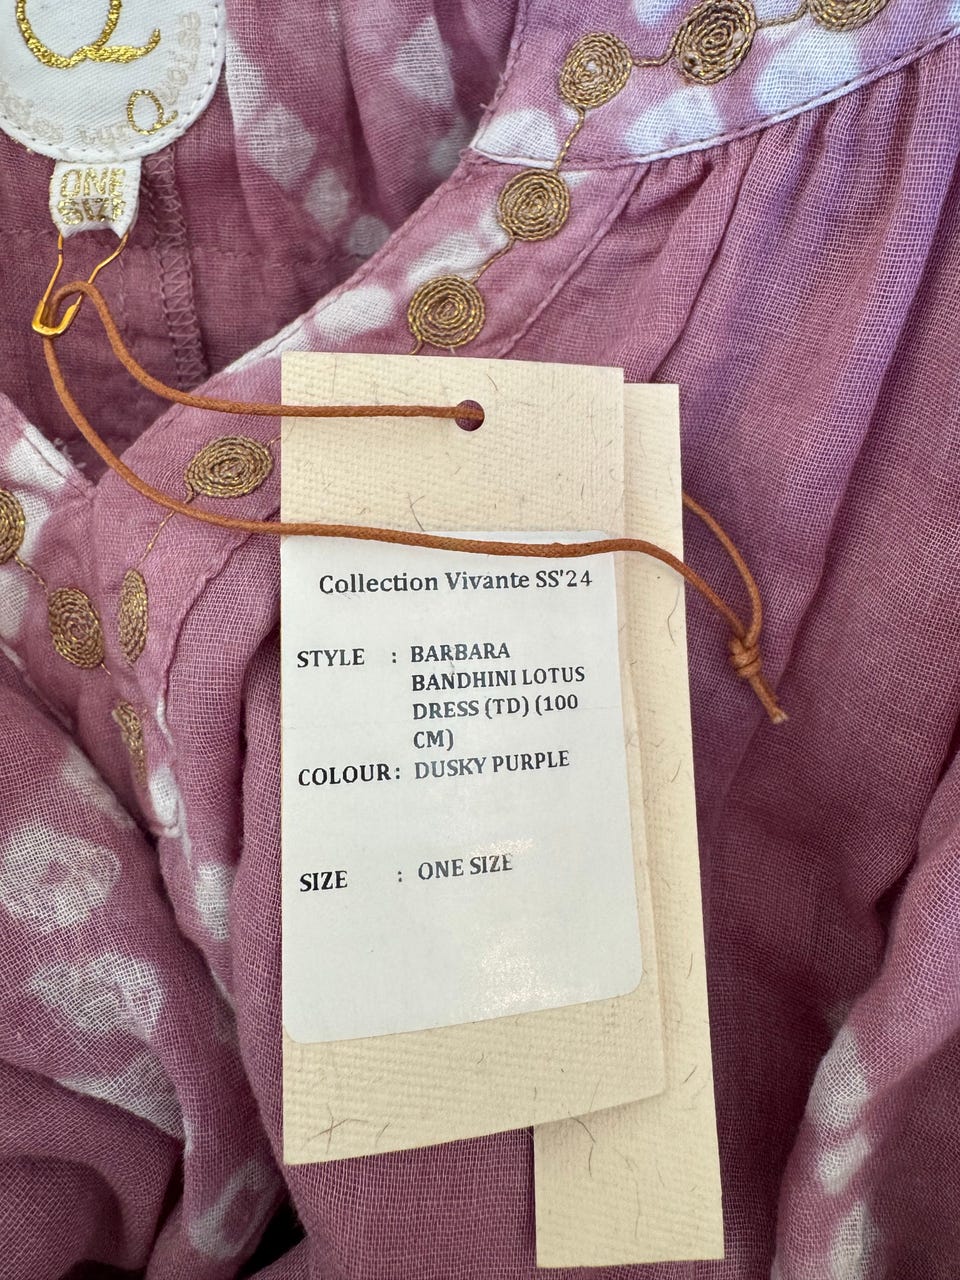 Q
ONE
SIZE
Collection Vivante SS'24
STYLE : BARBARA
BANDHINI LOTUS
DRESS (TD) (100
CM)
COLOUR: DUSKY PURPLE
SIZE : ONE SIZE